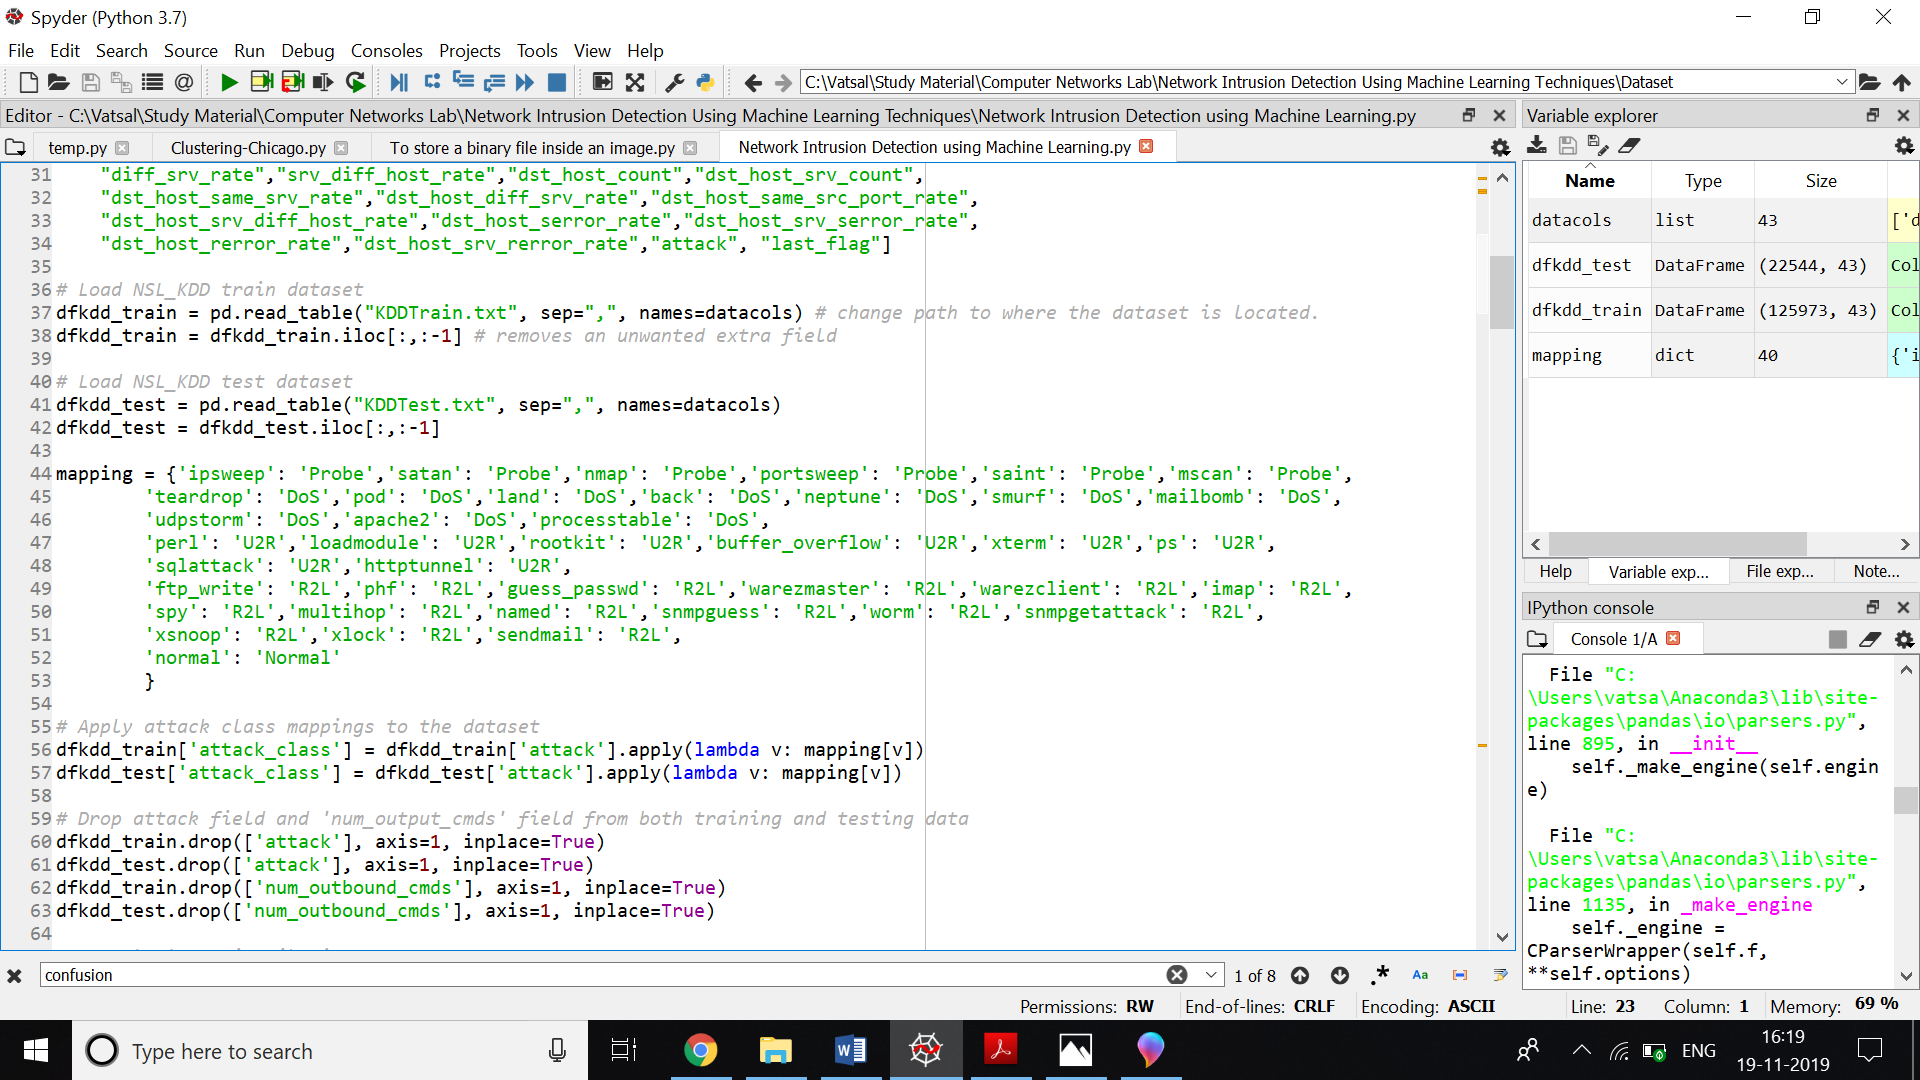 Spyder (Python 3.7)
File Edit Search Source Run Debug Consoles Projects Tools View Help
C:\Vatsal\Study Material\Computer Networks Lab\Network Intrusion Detection Using Machine Learning Techniques\Dataset
Editor - C:\Vatsal\Study Material\Computer Networks Lab\Network Intrusion Detection Using Machine Learning Techniques\Network Intrusion Detection using Machine Learning.py
temp.py Clustering-Chicago.py To store a binary file inside an image.py Network Intrusion Detection using Machine Learning.py
31 "diff_srv_rate","srv_diff_host_rate","dst_host_count","dst_host_srv_count",
32 "dst_host_same_srv_rate","dst_host_diff_srv_rate","dst_host_same_src_port_rate",
33 "dst_host_srv_diff_host_rate","dst_host_serror_rate","dst_host_srv_serror_rate",
34 "dst_host_rerror_rate","dst_host_srv_rerror_rate","attack", "last_flag"]
35
36 # Load NSL_KDD train dataset
37 dfkdd_train = pd.read_table("KDDTrain.txt", sep=",", names=datacols) # change path to where the dataset is located.
38 dfkdd_train = dfkdd_train.iloc[:,:-1] # removes an unwanted extra field
39
40 # Load NSL_KDD test dataset
41 dfkdd_test = pd.read_table("KDDTest.txt", sep=",", names=datacols)
42 dfkdd_test = dfkdd_test.iloc[:,:-1]
43
44 mapping = {'ipsweep': 'Probe','satan': 'Probe','nmap': 'Probe','portsweep': 'Probe','saint': 'Probe','mscan': 'Probe',
45 'teardrop': 'DoS','pod': 'DoS','land': 'DoS','back': 'DoS','neptune': 'DoS','smurf': 'DoS','mailbomb': 'DoS',
46 'udpstorm': 'DoS','apache2': 'DoS','processtable': 'DoS',
47 'perl': 'U2R','loadmodule': 'U2R','rootkit': 'U2R','buffer_overflow': 'U2R','xterm': 'U2R','ps': 'U2R',
48 'sqlattack': 'U2R','httptunnel': 'U2R',
49 'ftp_write': 'R2L','phf': 'R2L','guess_passwd': 'R2L','warezmaster': 'R2L','warezclient': 'R2L','imap': 'R2L',
50 'spy': 'R2L','multihop': 'R2L','named': 'R2L','snmpguess': 'R2L','worm': 'R2L','snmpgetattack': 'R2L',
51 'xsnoop': 'R2L','xlock': 'R2L','sendmail': 'R2L',
52 'normal': 'Normal'
53 }
54
55 # Apply attack class mappings to the dataset
56 dfkdd_train['attack_class'] = dfkdd_train['attack'].apply(lambda v: mapping[v])
57 dfkdd_test['attack_class'] = dfkdd_test['attack'].apply(lambda v: mapping[v])
58
59 # Drop attack field and 'num_output_cmds' field from both training and testing data
60 dfkdd_train.drop(['attack'], axis=1, inplace=True)
61 dfkdd_test.drop(['attack'], axis=1, inplace=True)
62 dfkdd_train.drop(['num_outbound_cmds'], axis=1, inplace=True)
63 dfkdd_test.drop(['num_outbound_cmds'], axis=1, inplace=True)
64
confusion 1 of 8 .* Aa
Variable explorer
Name Type Size
datacols list 43 ['d
dfkdd_test DataFrame (22544, 43) Col
dfkdd_train DataFrame (125973, 43) Col
mapping dict 40 {'i
Help Variable exp... File exp... Note...
IPython console
Console 1/A
File "C:
\Users\vatsa\Anaconda3\lib\site-
packages\pandas\io\parsers.py",
line 895, in __init__
self._make_engine(self.engin
e)
File "C:
\Users\vatsa\Anaconda3\lib\site-
packages\pandas\io\parsers.py",
line 1135, in _make_engine
self._engine =
CParserWrapper(self.f,
**self.options)
Permissions: RW End-of-lines: CRLF Encoding: ASCII Line: 23 Column: 1 Memory: 69 %
Type here to search
ENG
16:19
19-11-2019